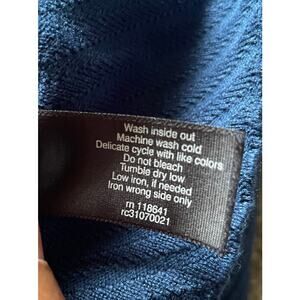 Wash inside out
Machine wash cold
Delicate cycle with like colors
Do not bleach
Tumble dry low
Low iron, if needed
Iron wrong side only
rn 118641
rc31070021